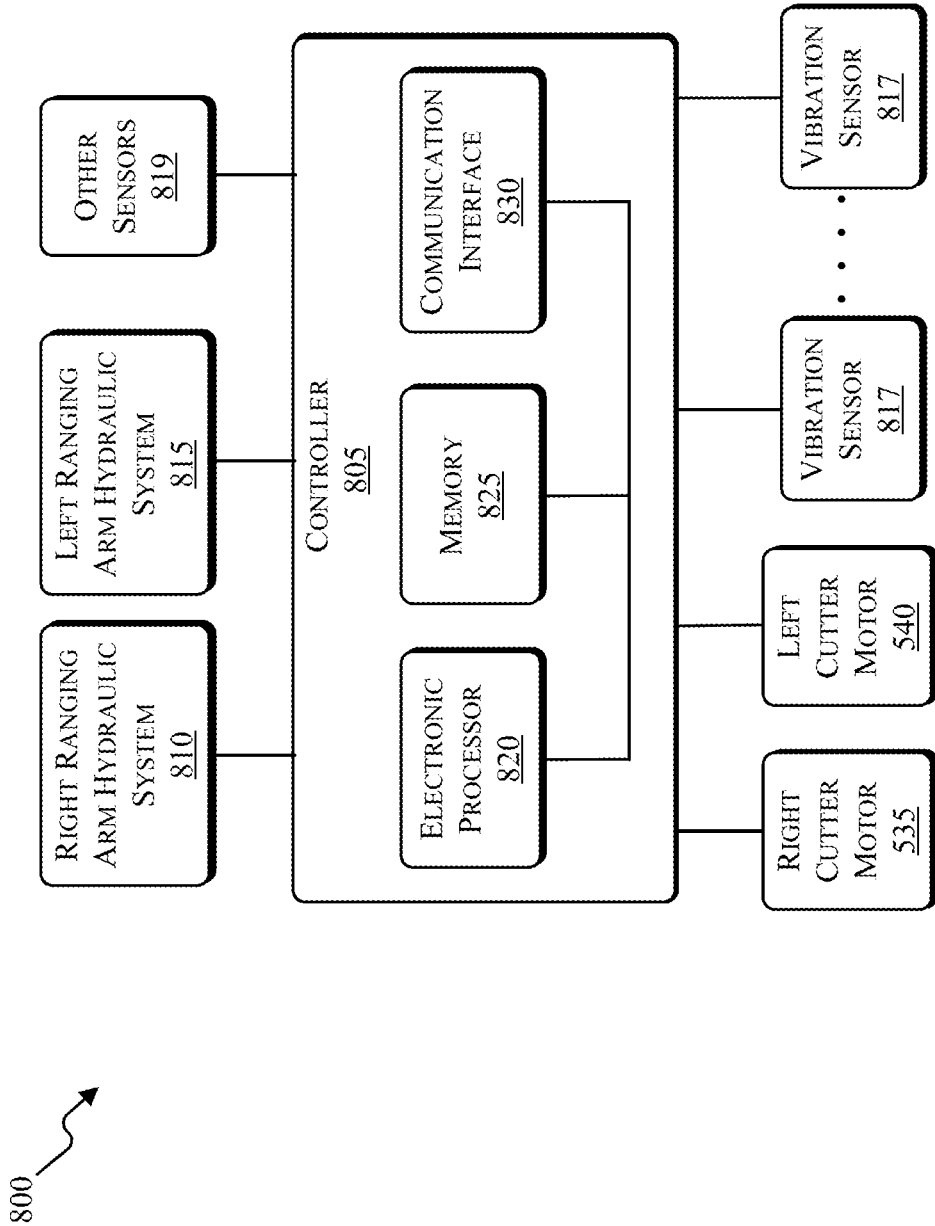 800
RIGHT RANGING
ARM HYDRAULIC
SYSTEM
810
LEFT RANGING
ARM HYDRAULIC
SYSTEM
815
OTHER
SENSORS
819
CONTROLLER
805
ELECTRONIC
PROCESSOR
820
MEMORY
825
COMMUNICATION
INTERFACE
830
RIGHT
CUTTER
MOTOR
535
LEFT
CUTTER
MOTOR
540
VIBRATION
SENSOR
817
VIBRATION
SENSOR
817